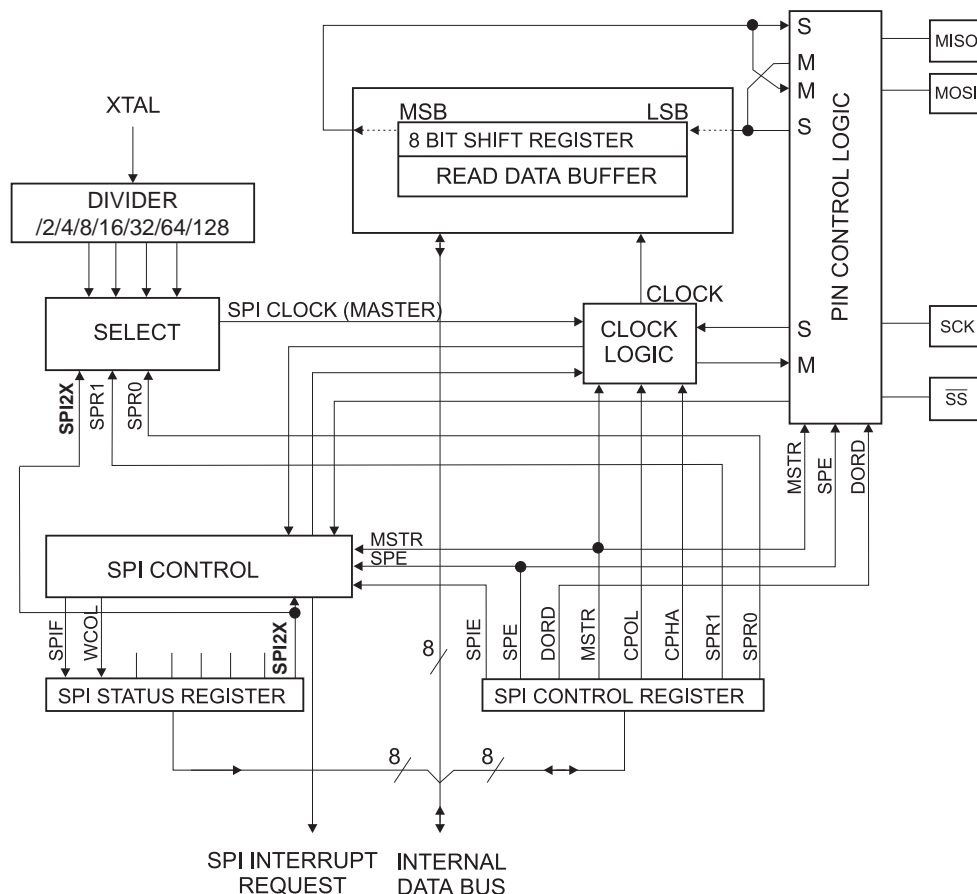 S
MISO
M
MOSI
M
S
XTAL
MSB
LSB
8 BIT SHIFT REGISTER
READ DATA BUFFER
DIVIDER
/2/4/8/16/32/64/128
PIN CONTROL LOGIC
SPI CLOCK (MASTER)
CLOCK
SELECT
CLOCK
LOGIC
S
M
SCK
SS
SPI2X
SPR1
SPR0
MSTR
SPE
DORD
MSTR
SPE
SPI CONTROL
SPIF
WCOL
SPI2X
8
SPIE
SPE
DORD
MSTR
CPOL
CPHA
SPR1
SPR0
SPI STATUS REGISTER
SPI CONTROL REGISTER
8
8
SPI INTERRUPT
REQUEST
INTERNAL
DATA BUS